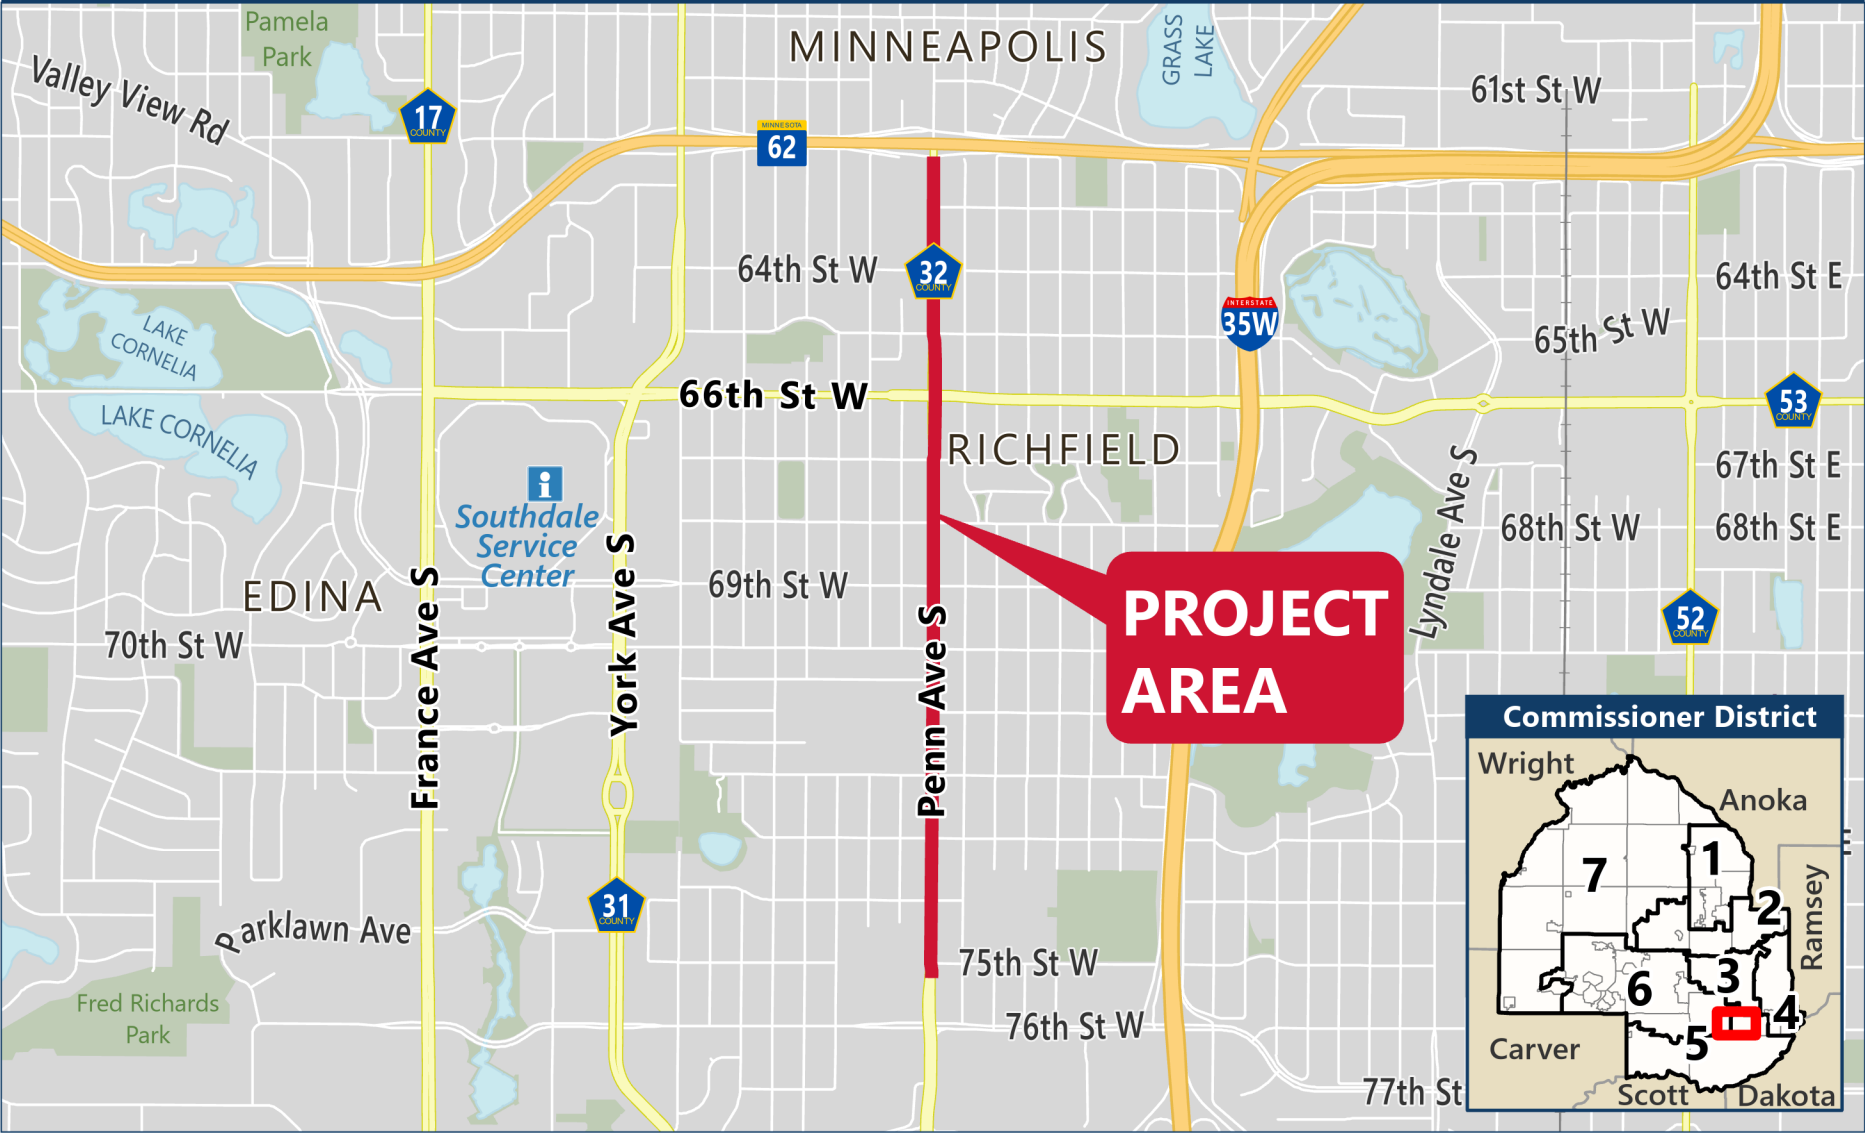 Pamela
Park
MINNEAPOLIS
GRASS
LAKE
Valley View Rd
61st St W
17
COUNTY
MINNESOTA
62
64th St W
32
COUNTY
64th St E
INTERSTATE
35W
65th St W
LAKE
CORNELIA
66th St W
53
COUNTY
LAKE CORNELIA
RICHFIELD
67th St E
Southdale
Service
Center
68th St W
68th St E
Lyndale Ave S
EDINA
69th St W
PROJECT
AREA
52
COUNTY
70th St W
France Ave S
York Ave S
Penn Ave S
31
COUNTY
Parklawn Ave
75th St W
Fred Richards
Park
76th St W
77th St
Commissioner District
Wright
Anoka
7
1
2
Ramsey
6
3
4
5
Carver
Scott
Dakota